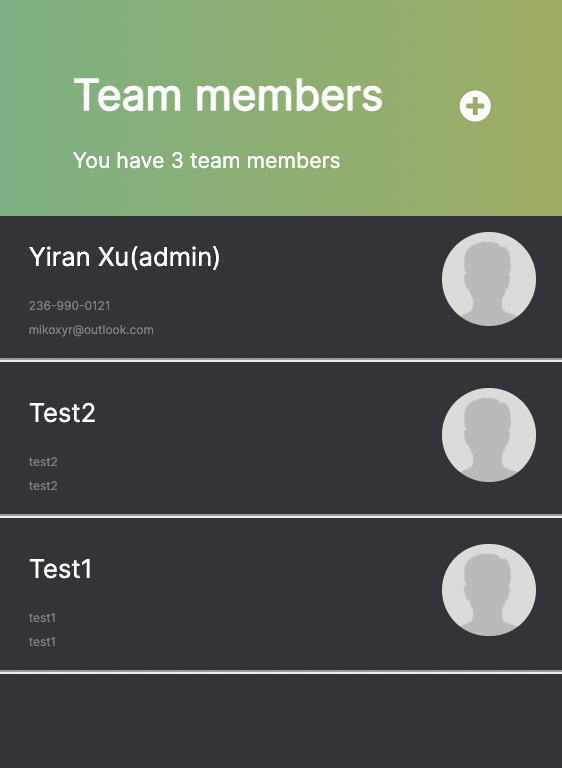 Team members
You have 3 team members
Yiran Xu(admin)
236-990-0121
mikoxyr@outlook.com
Test2
test2
test2
Test1
test1
test1